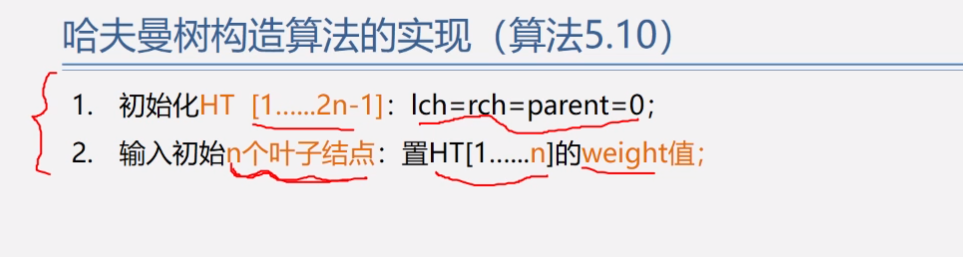 哈夫曼树构造算法的实现（算法5.10）
1. 初始化HT [1……2n-1]：lch=rch=parent=0；
2. 输入初始n个叶子结点：置HT[1……n]的weight值；